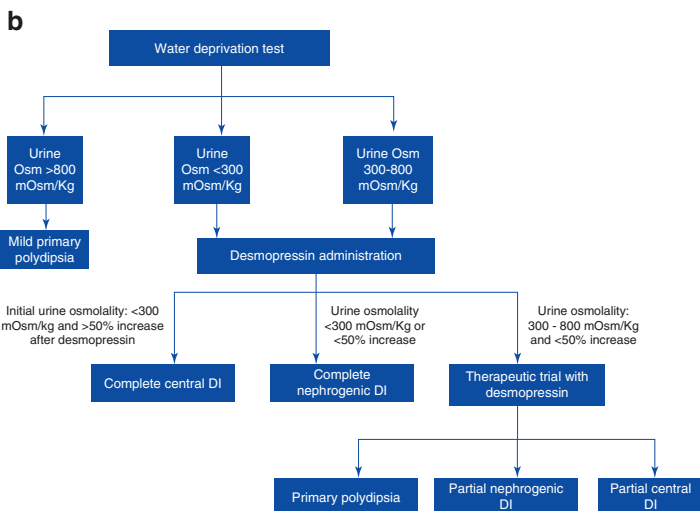 b
Water deprivation test
Urine
Osm >800
mOsm/Kg
Urine
Osm <300
mOsm/Kg
Urine Osm
300-800
mOsm/Kg
Mild primary
polydipsia
Desmopressin administration
Initial urine osmolality: <300
mOsm/kg and >50% increase
after desmopressin
Urine osmolality
<300 mOsm/Kg or
<50% increase
Urine osmolality:
300 - 800 mOsm/Kg
and <50% increase
Complete central DI
Complete
nephrogenic DI
Therapeutic trial with
desmopressin
Primary polydipsia
Partial nephrogenic
DI
Partial central
DI